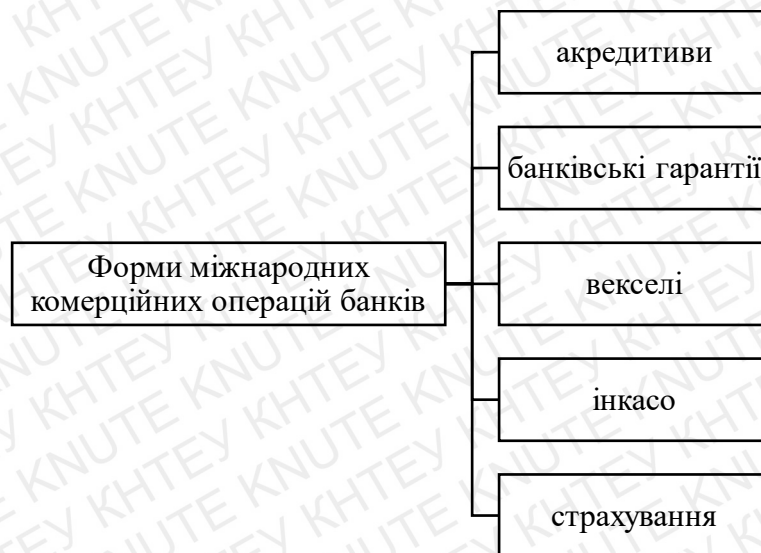 акредитиви
банківські гарантії
Форми міжнародних
комерційних операцій банків
векселі
інкасо
страхування